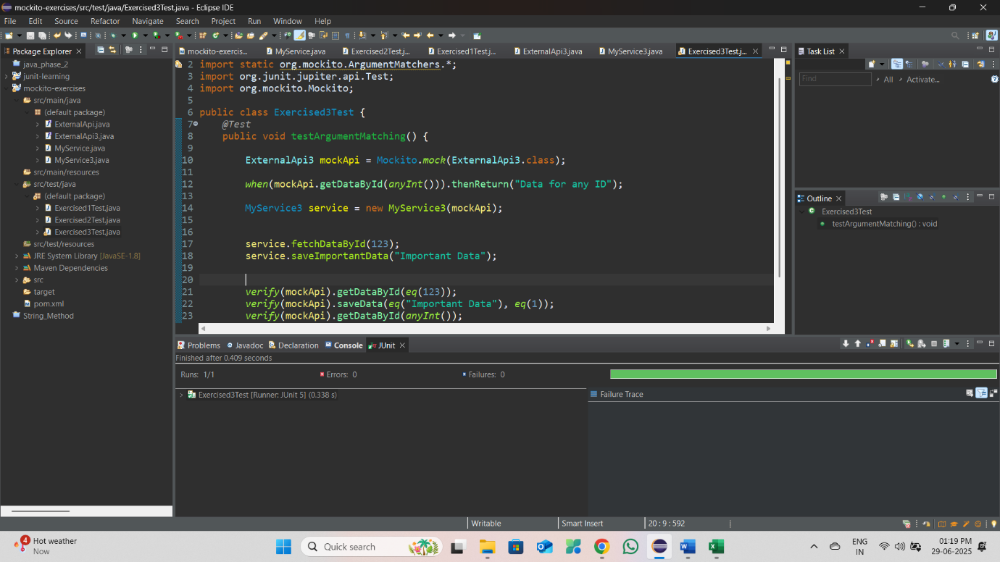 mockito-exercises/src/test/java/Exercised3Test.java - Eclipse IDE
File Edit Source Refactor Navigate Search Project Run Window Help
Package Explorer
java_phase_2
junit-learning
mockito-exercises
src/main/java
(default package)
ExternalApi.java
ExternalApi3.java
MyService.java
MyService3.java
src/main/resources
src/test/java
(default package)
Exercised1Test.java
Exercised2Test.java
Exercised3Test.java
src/test/resources
JRE System Library [JavaSE-1.8]
Maven Dependencies
src
target
pom.xml
String_Method
mockito-exercis... MyService.java Exercised2Test.j... Exercised1Test.j... ExternalApi3.java MyService3.java Exercised3Test.j...
2 import static org.mockito.ArgumentMatchers.*;
3 import org.junit.jupiter.api.Test;
4 import org.mockito.Mockito;
5
6 public class Exercised3Test {
7 @Test
8 public void testArgumentMatching() {
9
10 ExternalApi3 mockApi = Mockito.mock(ExternalApi3.class);
11
12 when(mockApi.getDataById(anyInt())).thenReturn("Data for any ID");
13
14 MyService3 service = new MyService3(mockApi);
15
16
17 service.fetchDataById(123);
18 service.saveImportantData("Important Data");
19
20
21 verify(mockApi).getDataById(eq(123));
22 verify(mockApi).saveData(eq("Important Data"), eq(1));
23 verify(mockApi).getDataById(anyInt());
Task List
Find All Activate...
Outline
Exercised3Test
testArgumentMatching() : void
Problems Javadoc Declaration Console JUnit
Finished after 0.409 seconds
Runs: 1/1 Errors: 0 Failures: 0
Exercised3Test [Runner: JUnit 5] (0.338 s)
Failure Trace
Writable Smart Insert 20 : 9 : 592
4
Hot weather
Now
Quick search
ENG
IN
01:19 PM
29-06-2025